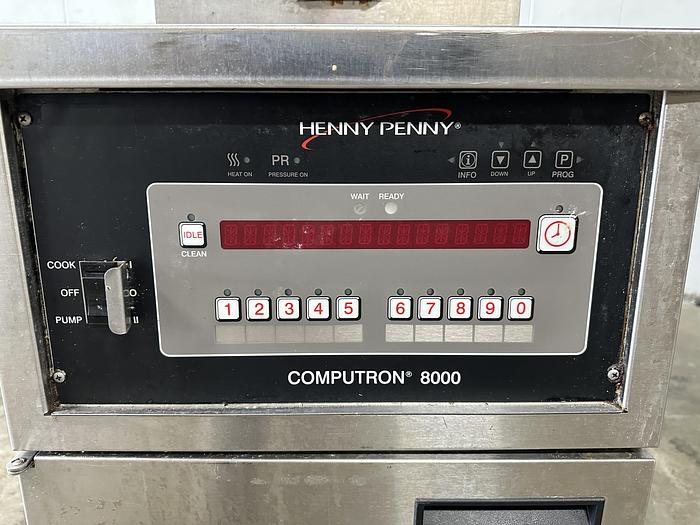 HENNY PENNY®
HEAT ON
PR
PRESSURE ON
INFO
DOWN
UP
P
PROG
WAIT READY
IDLE
CLEAN
COOK I
OFF O
PUMP II
1 2 3 4 5 6 7 8 9 0
COMPUTRON® 8000